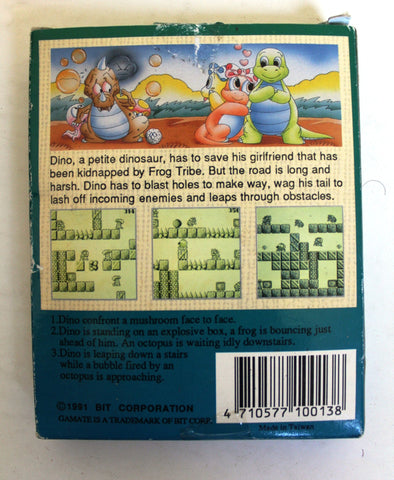 Dino, a petite dinosaur, has to save his girlfriend that has
been kidnapped by Frog Tribe. But the road is long and
harsh. Dino has to blast holes to make way, wag his tail to
lash off incoming enemies and leaps through obstacles.
1.Dino confront a mushroom face to face.
2.Dino is standing on an explosive box, a frog is bouncing just
ahead of him. An octopus is waiting idly downstairs.
3.Dino is leaping down a stairs
while a bubble fired by an
octopus is approaching.
©1991 BIT CORPORATION
GAMATE IS A TRADEMARK OF BIT CORP.
4 710577 100138
Made in Taiwan